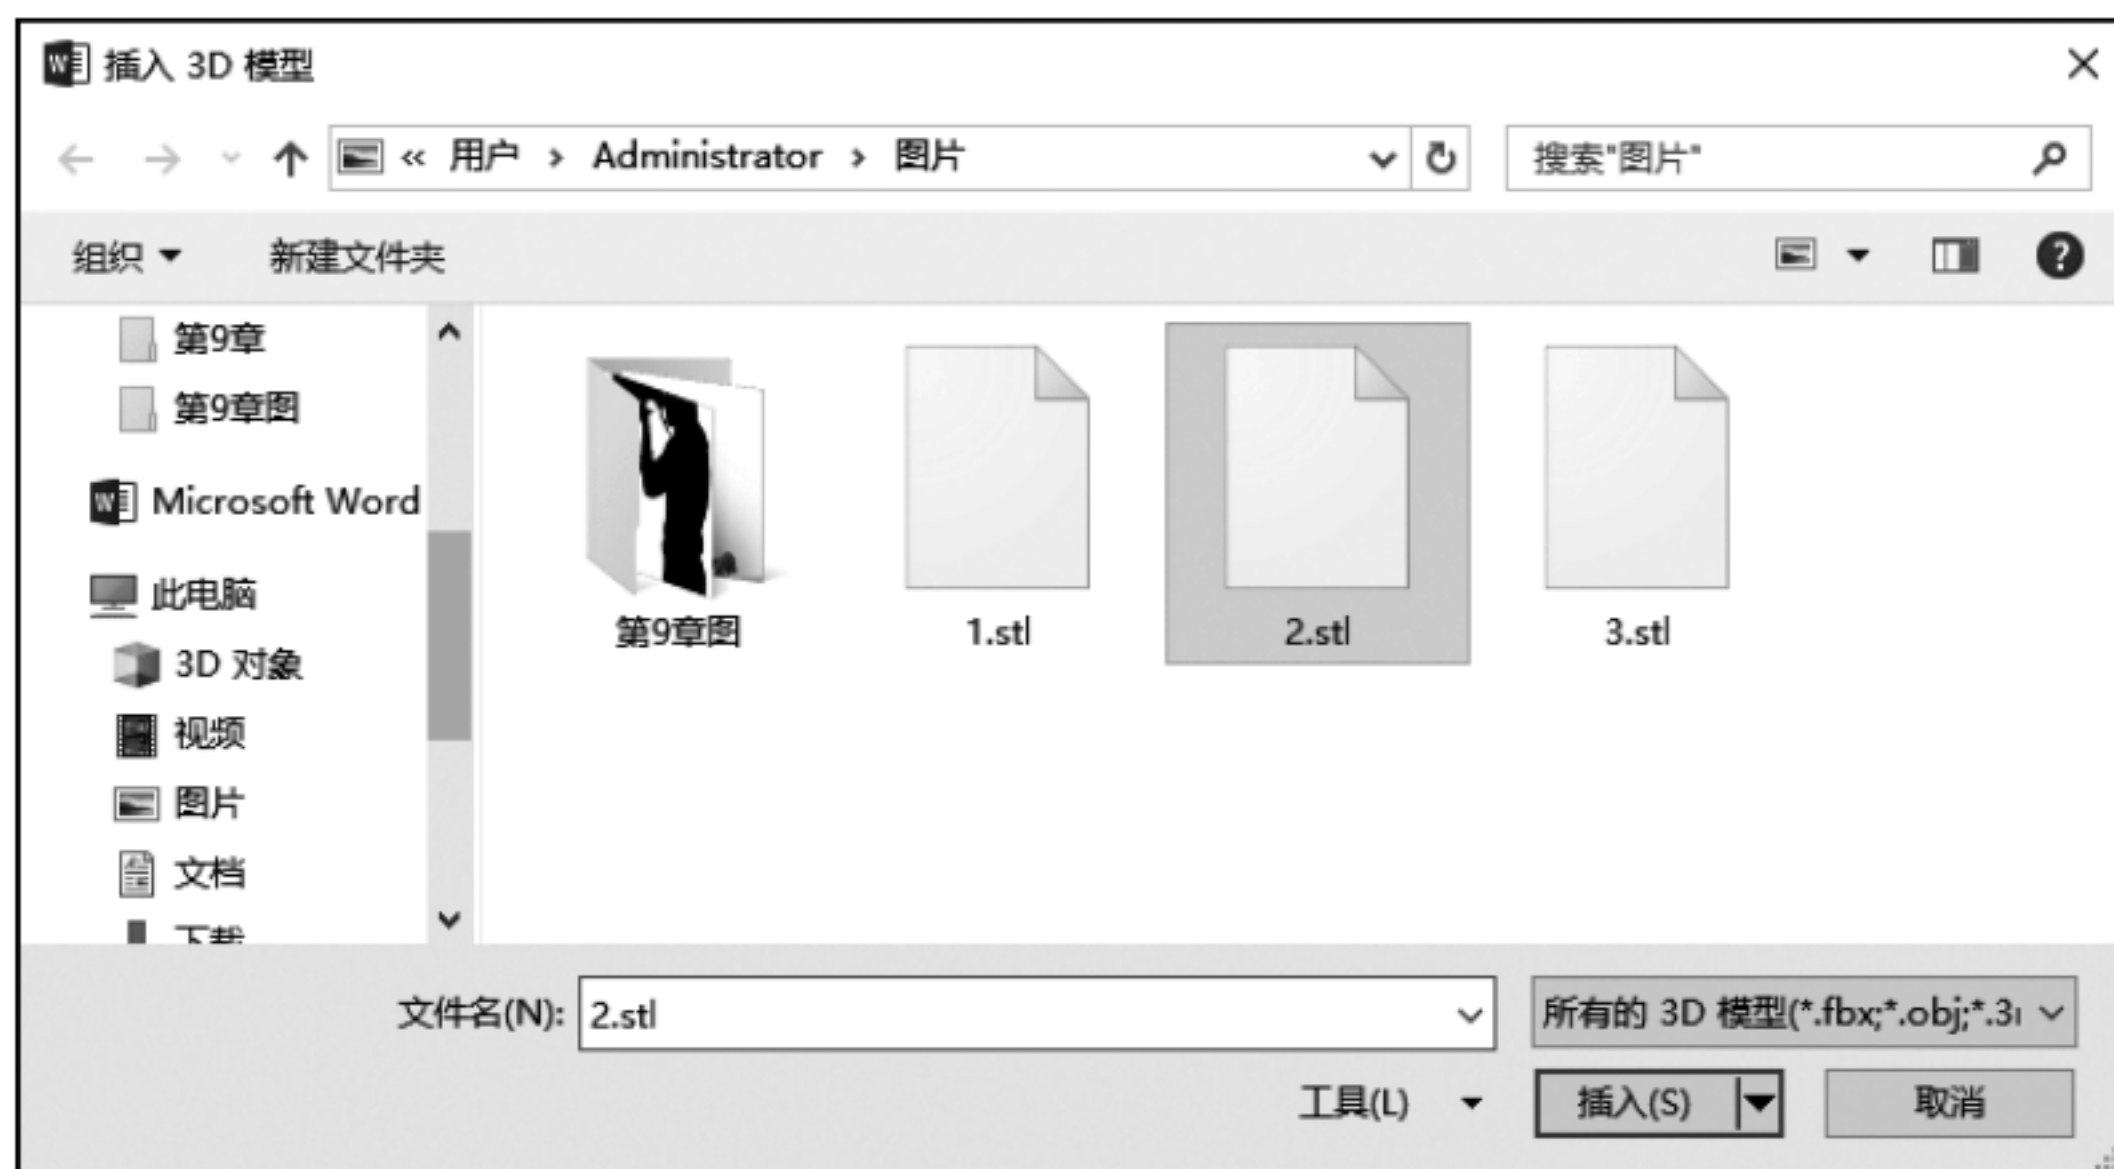 插入 3D 模型
« 用户 › Administrator › 图片
搜索"图片"
组织
新建文件夹
第9章
第9章图
Microsoft Word
此电脑
3D 对象
视频
图片
文档
下载
第9章图
1.stl
2.stl
3.stl
文件名(N): 2.stl
所有的 3D 模型(*.fbx;*.obj;*.3
工具(L)
插入(S)
取消